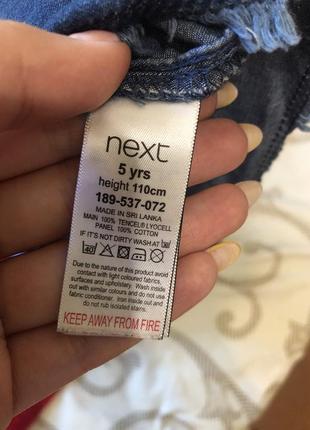 next
5 yrs
height 110cm
189-537-072
MADE IN SRI LANKA
MAIN 100% TENCEL LYOCELL
PANEL 100% COTTON
IF IT'S NOT DIRTY WASH AT
40
Due to the nature of this product avoid
contact with light coloured fabrics,
surfaces and upholstery. Wash inside
out with similar colours and do not use
fabric conditioner. Iron inside out and
do not rub isolated stains.
KEEP AWAY FROM FIRE